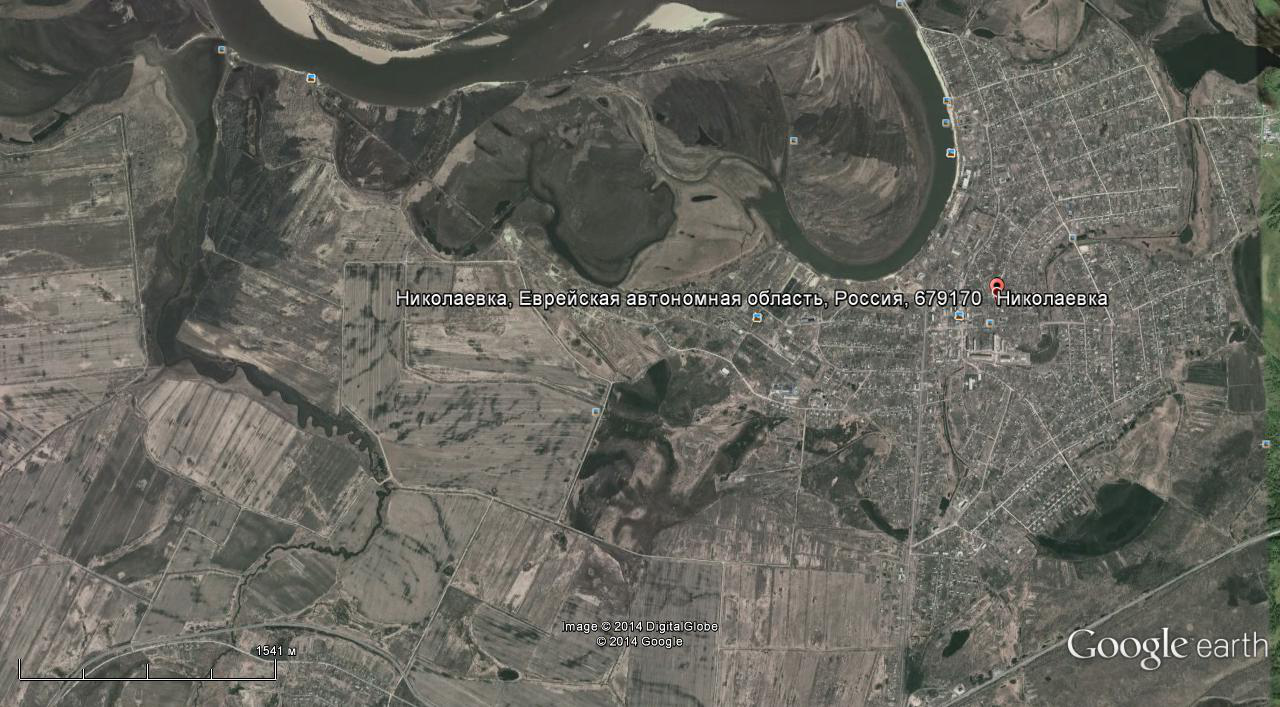 Николаевка, Еврейская автономная область, Россия, 679170 Николаевка
Image © 2014 DigitalGlobe
© 2014 Google
1541 м
Google earth